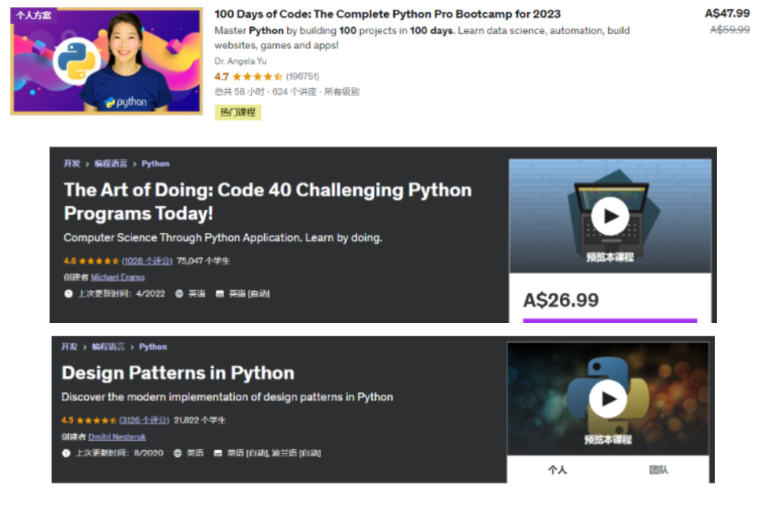 个人方案
python
100 Days of Code: The Complete Python Pro Bootcamp for 2023
A$47.99
Master Python by building 100 projects in 100 days. Learn data science, automation, build
A$59.99
websites, games and apps!
Dr. Angela Yu
4.7 (196751)
总共 58 小时 · 624 个讲座 · 所有级别
热门课程
开发 > 编程语言 > Python
The Art of Doing: Code 40 Challenging Python
Programs Today!
Computer Science Through Python Application. Learn by doing.
4.6 (1028 个评分) 75,047 个学生
创建者 Michael Eramo
上次更新时间: 4/2022 英语 英语 [自动]
预览本课程
A$26.99
开发 > 编程语言 > Python
Design Patterns in Python
Discover the modern implementation of design patterns in Python
4.5 (3126 个评分) 21,822 个学生
创建者 Dmitri Nesteruk
上次更新时间: 8/2020 英语 英语 [自动], 波兰语 [自动]
预览本课程
个人 团队